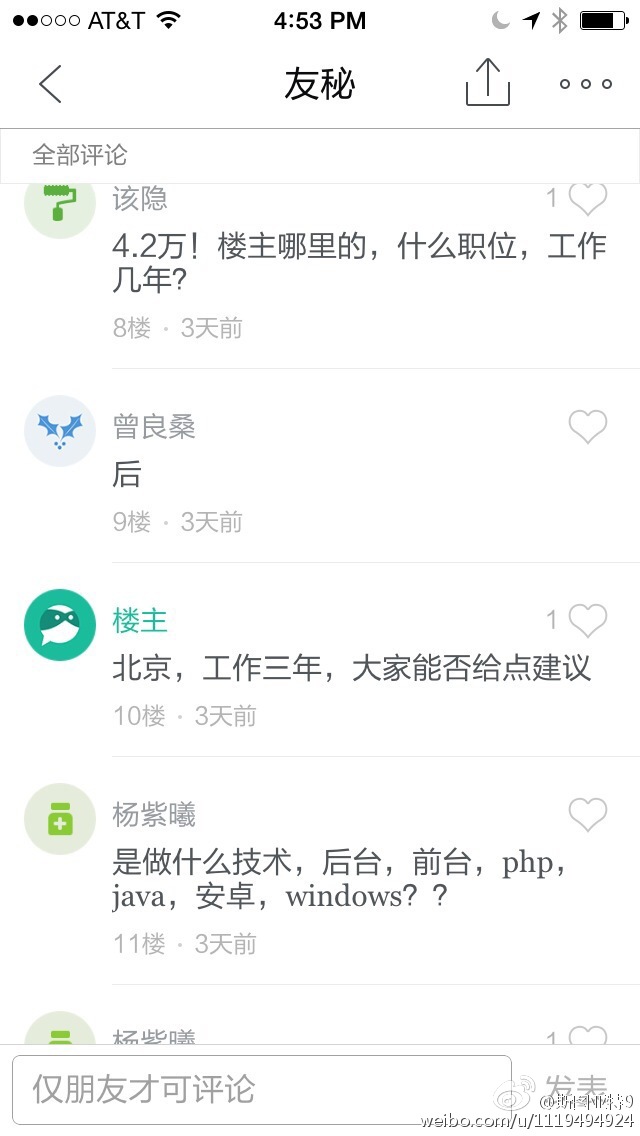 AT&T 4:53 PM
友秘
全部评论
该隐 1
4.2万！楼主哪里的，什么职位，工作
几年？
8楼 · 3天前
曾良桑
后
9楼 · 3天前
楼主 1
北京，工作三年，大家能否给点建议
10楼 · 3天前
杨紫曦
是做什么技术，后台，前台，php，
java，安卓，windows？？
11楼 · 3天前
杨紫曦 1
仅朋友才可评论 发表
weibo.com/u/1119494924